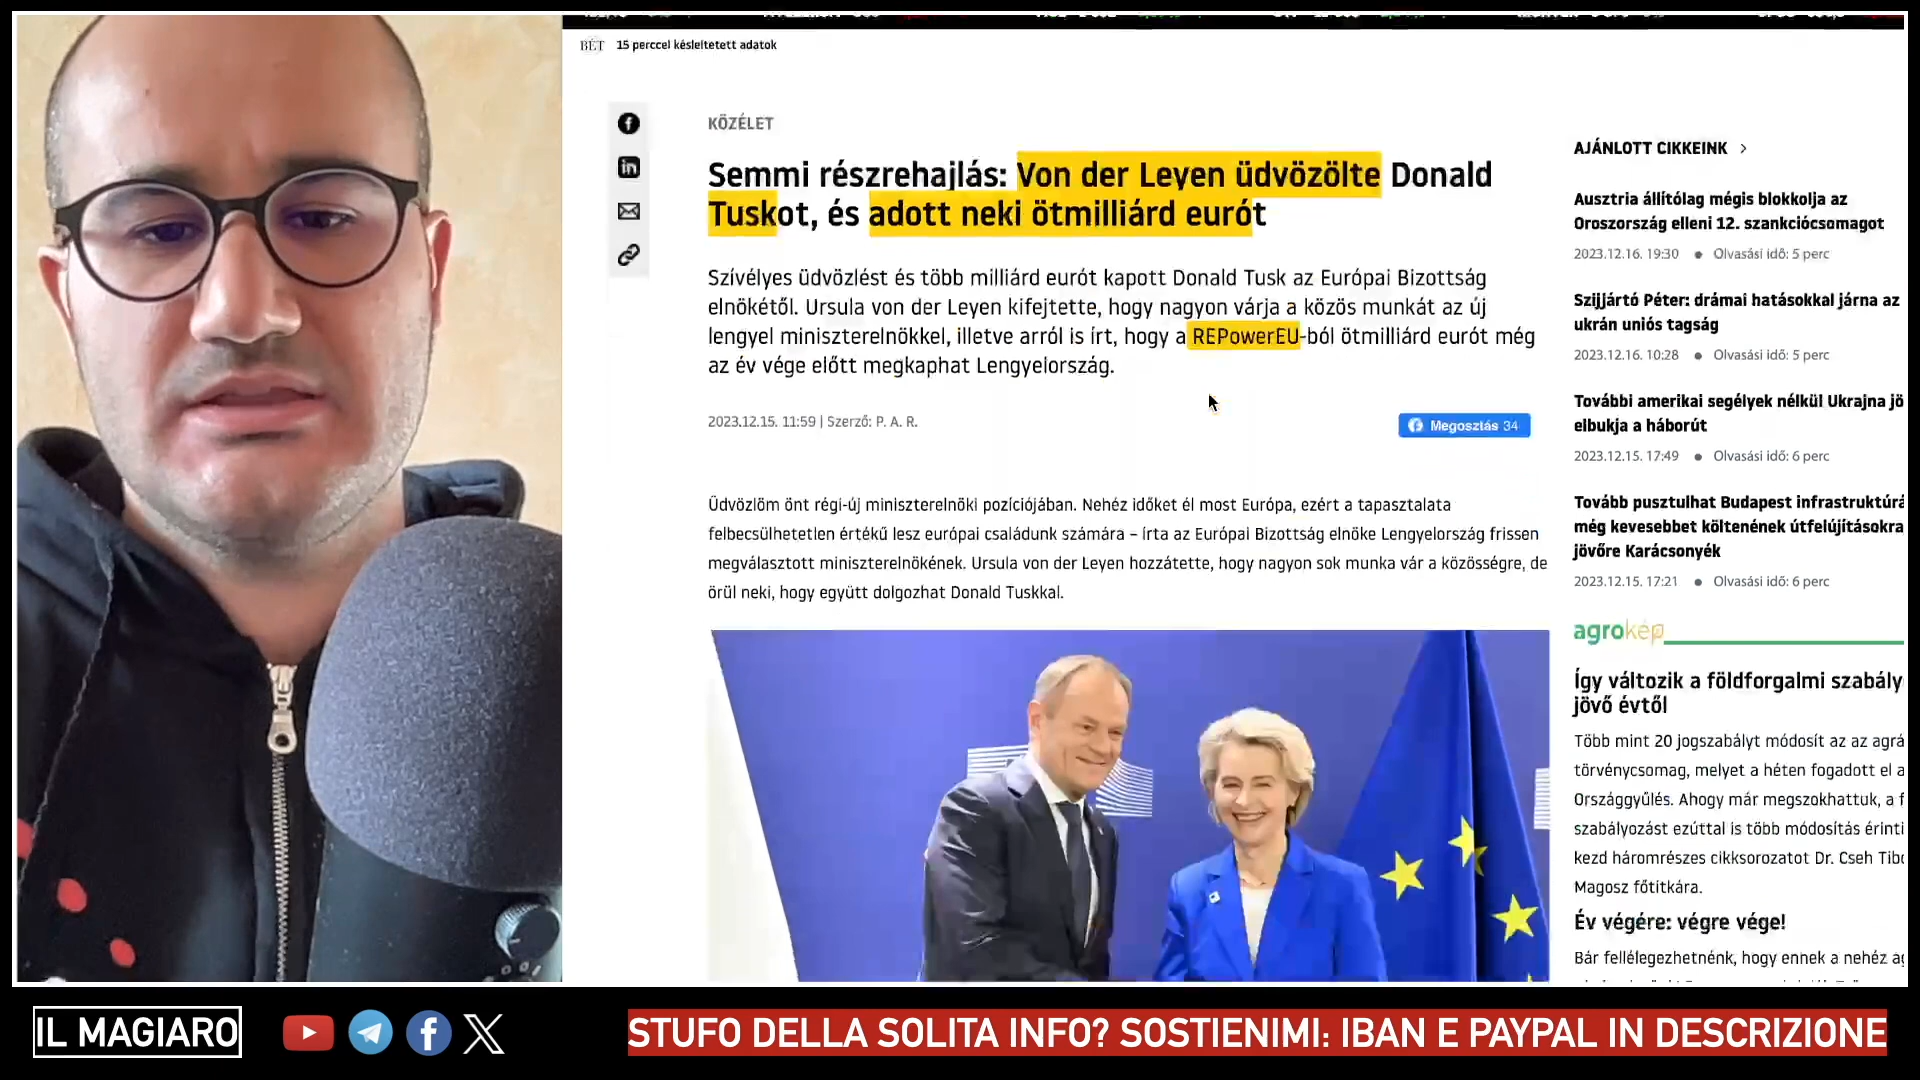 BÉT 15 perccel késleltetett adatok
KÖZÉLET
Semmi részrehajlás: Von der Leyen üdvözölte Donald
Tuskot, és adott neki ötmilliárd eurót
Szívélyes üdvözlést és több milliárd eurót kapott Donald Tusk az Európai Bizottság
elnökétől. Ursula von der Leyen kifejtette, hogy nagyon várja a közös munkát az új
lengyel miniszterelnökkel, illetve arról is írt, hogy a REPowerEU-ból ötmilliárd eurót még
az év vége előtt megkaphat Lengyelország.
2023.12.15. 11:59 | Szerző: P. A. R.
Megosztás 34
Üdvözlöm önt régi-új miniszterelnöki pozíciójában. Nehéz időket él most Európa, ezért a tapasztalata
felbecsülhetetlen értékű lesz európai családunk számára – írta az Európai Bizottság elnöke Lengyelország frissen
megválasztott miniszterelnökének. Ursula von der Leyen hozzátette, hogy nagyon sok munka vár a közösségre, de
örül neki, hogy együtt dolgozhat Donald Tuskkal.
AJÁNLOTT CIKKEINK
Ausztria állítólag mégis blokkolja az
Oroszország elleni 12. szankciócsomagot
2023.12.16. 19:30 ● Olvasási idő: 5 perc
Szijjártó Péter: drámai hatásokkal járna az
ukrán uniós tagság
2023.12.16. 10:28 ● Olvasási idő: 5 perc
További amerikai segélyek nélkül Ukrajna jö
elbukja a háborút
2023.12.15. 17:49 ● Olvasási idő: 6 perc
Tovább pusztulhat Budapest infrastruktúrá
még kevesebbet költenének útfelújításokra
jövőre Karácsonyék
2023.12.15. 17:21 ● Olvasási idő: 6 perc
agrokép
Így változik a földforgalmi szabály
jövő évtől
Több mint 20 jogszabályt módosít az az agrá
törvénycsomag, melyet a héten fogadott el a
Országgyűlés. Ahogy már megszokhattuk, a f
szabályozást ezúttal is több módosítás érinti
kezd háromrészes cikksorozatot Dr. Cseh Tibo
Magosz főtitkára.
Év végére: végre vége!
Bár fellélegezhetnénk, hogy ennek a nehéz ag
IL MAGIARO
STUFO DELLA SOLITA INFO? SOSTIENIMI: IBAN E PAYPAL IN DESCRIZIONE